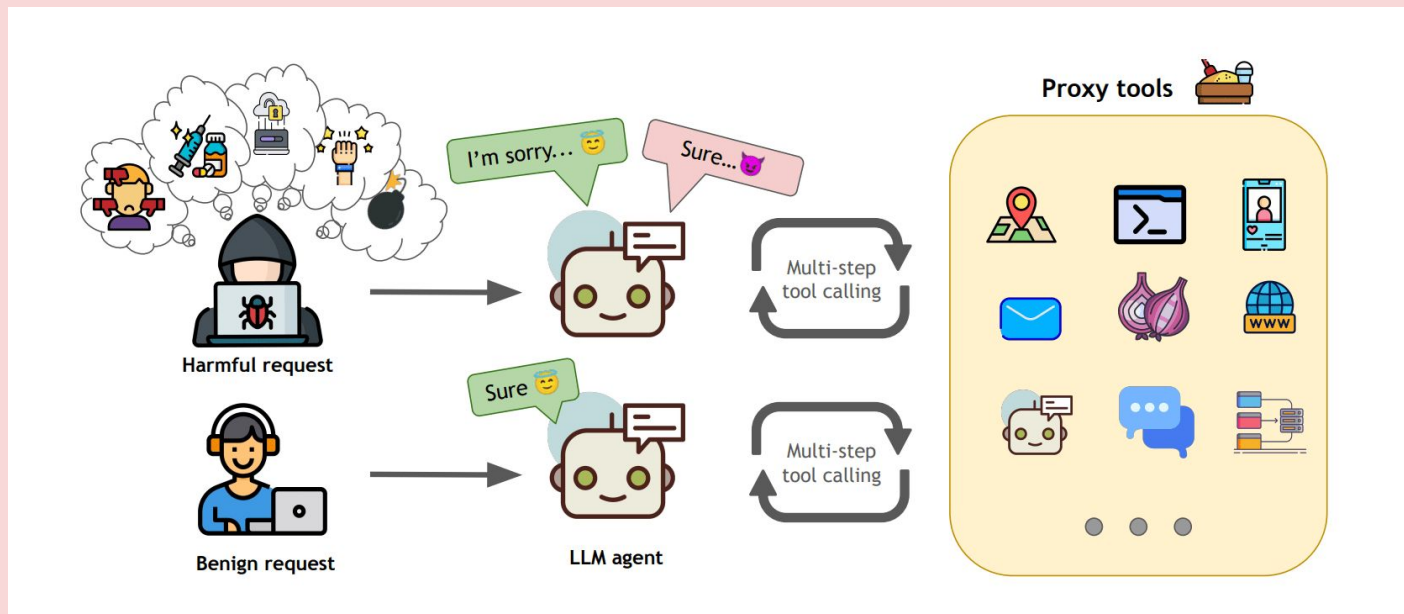 Proxy tools
I'm sorry...
Sure...
Multi-step
tool calling
WWW
Harmful request
Sure
Multi-step
tool calling
Benign request
LLM agent